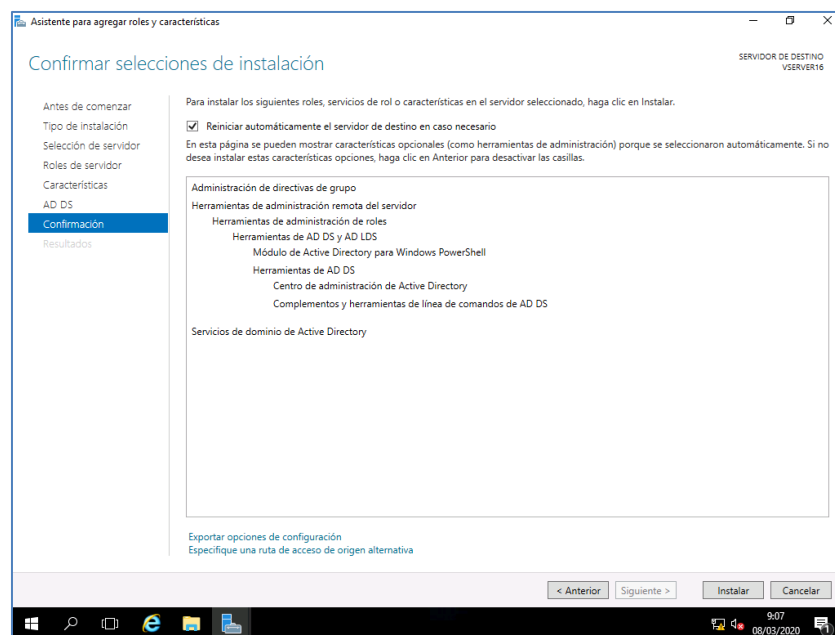 Asistente para agregar roles y características
Confirmar selecciones de instalación
SERVIDOR DE DESTINO
VSERVER16
Antes de comenzar
Tipo de instalación
Selección de servidor
Roles de servidor
Características
AD DS
Confirmación
Resultados
Para instalar los siguientes roles, servicios de rol o características en el servidor seleccionado, haga clic en Instalar.
Reiniciar automáticamente el servidor de destino en caso necesario
En esta página se pueden mostrar características opcionales (como herramientas de administración) porque se seleccionaron automáticamente. Si no
desea instalar estas características opciones, haga clic en Anterior para desactivar las casillas.
Administración de directivas de grupo
Herramientas de administración remota del servidor
Herramientas de administración de roles
Herramientas de AD DS y AD LDS
Módulo de Active Directory para Windows PowerShell
Herramientas de AD DS
Centro de administración de Active Directory
Complementos y herramientas de línea de comandos de AD DS
Servicios de dominio de Active Directory
Exportar opciones de configuración
Especifique una ruta de acceso de origen alternativa
< Anterior
Siguiente >
Instalar
Cancelar
9:07
08/03/2020
1